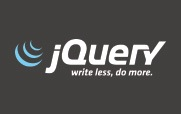 jQuery
write less, do more.